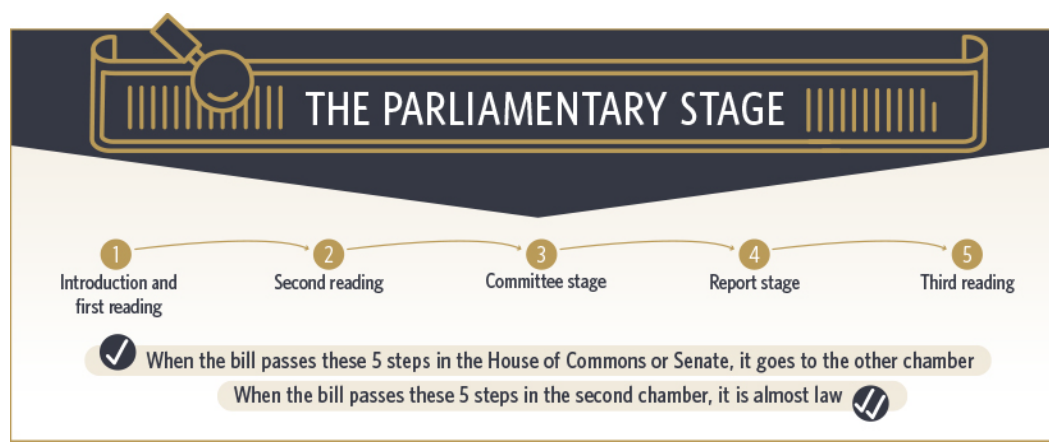 THE PARLIAMENTARY STAGE
1
Introduction and
first reading
2
Second reading
3
Committee stage
4
Report stage
5
Third reading
When the bill passes these 5 steps in the House of Commons or Senate, it goes to the other chamber
When the bill passes these 5 steps in the second chamber, it is almost law